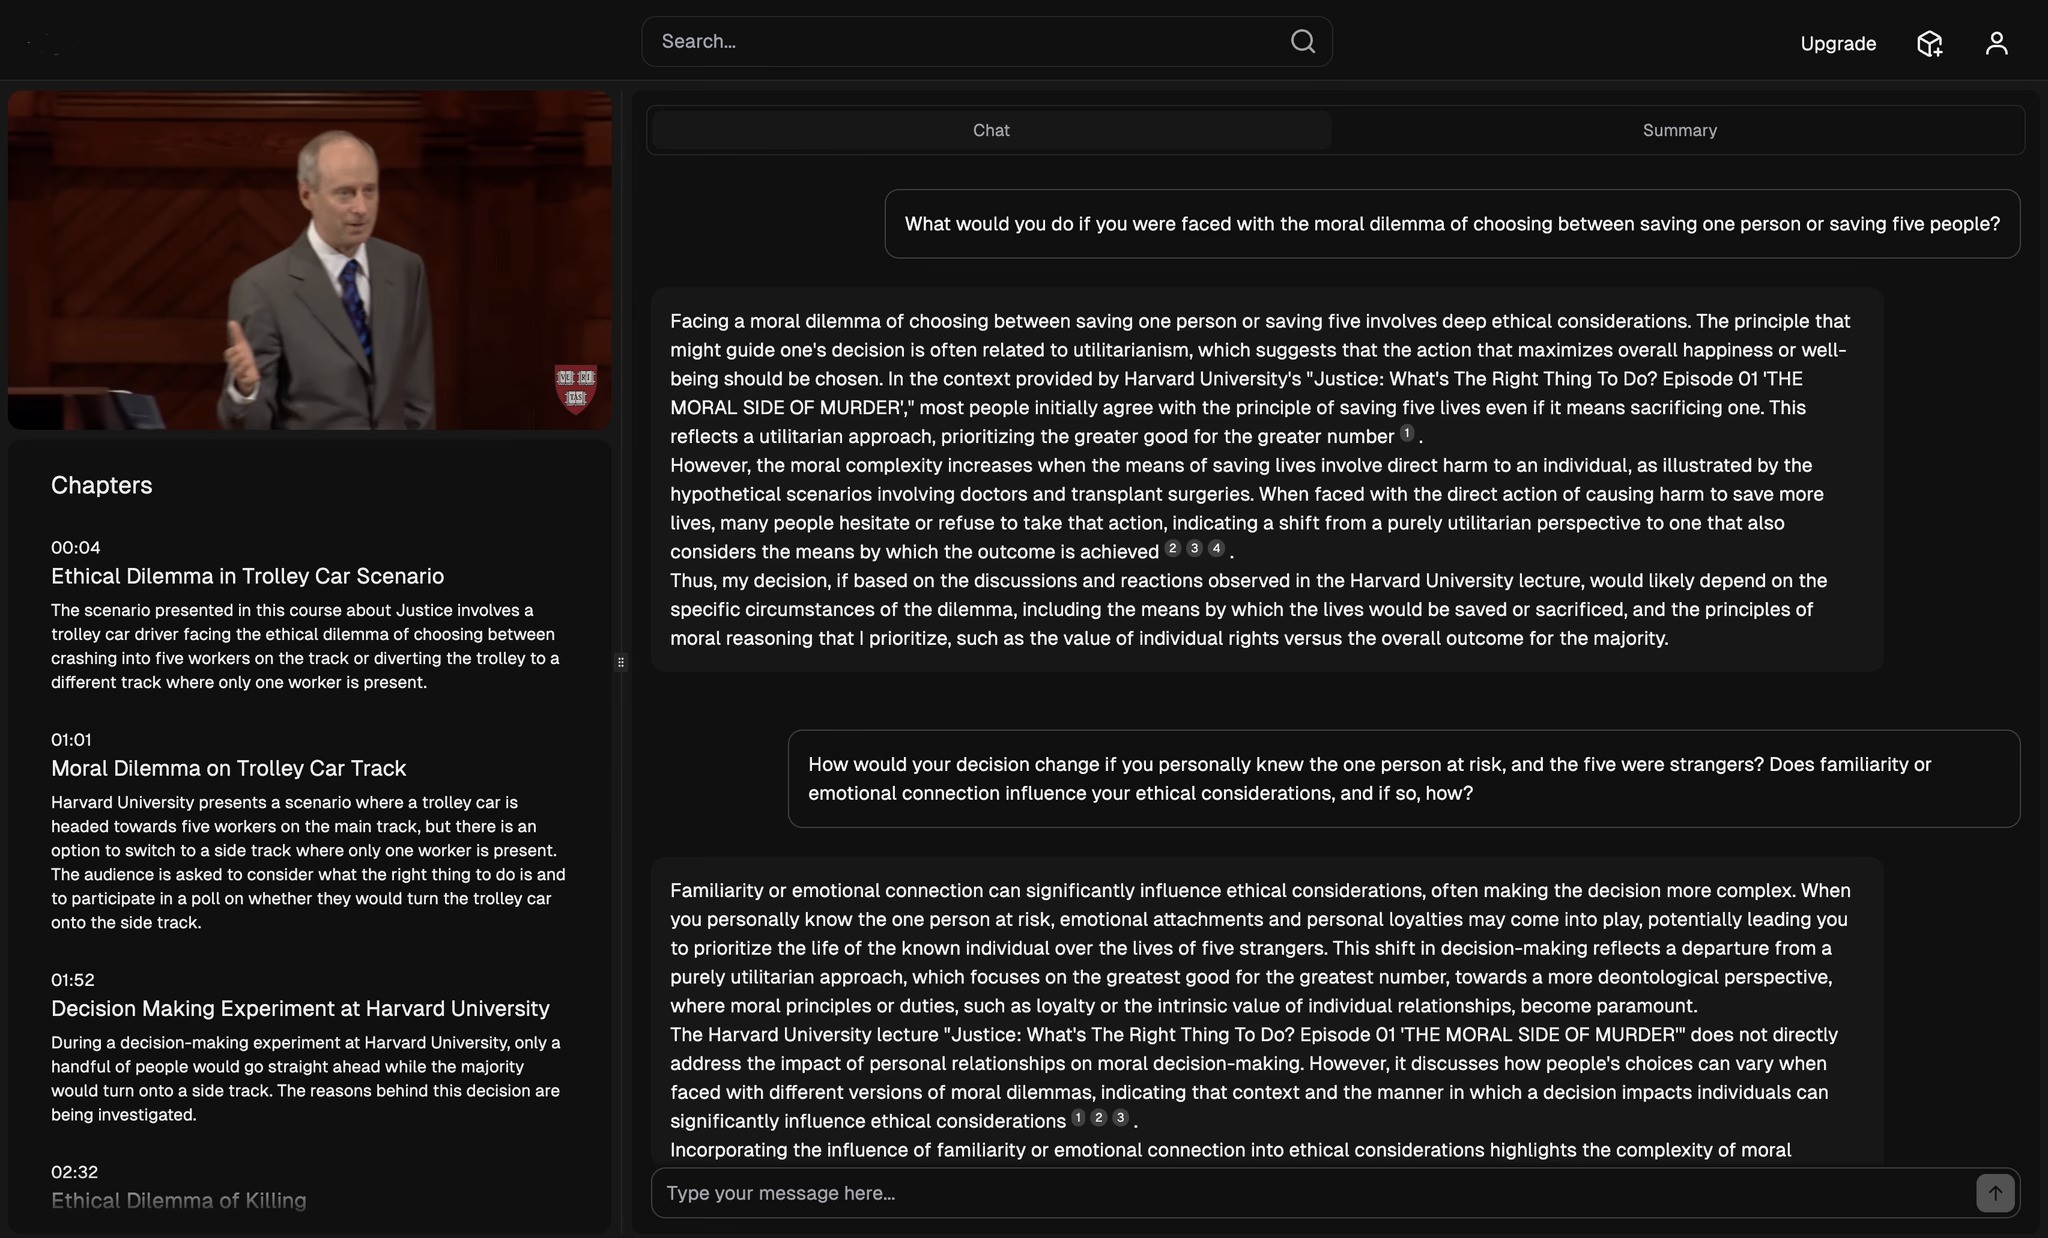 Search...
Upgrade
VE RI
TAS
Chapters
00:04
Ethical Dilemma in Trolley Car Scenario
The scenario presented in this course about Justice involves a
trolley car driver facing the ethical dilemma of choosing between
crashing into five workers on the track or diverting the trolley to a
different track where only one worker is present.
01:01
Moral Dilemma on Trolley Car Track
Harvard University presents a scenario where a trolley car is
headed towards five workers on the main track, but there is an
option to switch to a side track where only one worker is present.
The audience is asked to consider what the right thing to do is and
to participate in a poll on whether they would turn the trolley car
onto the side track.
01:52
Decision Making Experiment at Harvard University
During a decision-making experiment at Harvard University, only a
handful of people would go straight ahead while the majority
would turn onto a side track. The reasons behind this decision are
being investigated.
02:32
Ethical Dilemma of Killing
Chat
Summary
What would you do if you were faced with the moral dilemma of choosing between saving one person or saving five people?
Facing a moral dilemma of choosing between saving one person or saving five involves deep ethical considerations. The principle that
might guide one's decision is often related to utilitarianism, which suggests that the action that maximizes overall happiness or well-
being should be chosen. In the context provided by Harvard University's "Justice: What's The Right Thing To Do? Episode 01 'THE
MORAL SIDE OF MURDER'," most people initially agree with the principle of saving five lives even if it means sacrificing one. This
reflects a utilitarian approach, prioritizing the greater good for the greater number 1 .
However, the moral complexity increases when the means of saving lives involve direct harm to an individual, as illustrated by the
hypothetical scenarios involving doctors and transplant surgeries. When faced with the direct action of causing harm to save more
lives, many people hesitate or refuse to take that action, indicating a shift from a purely utilitarian perspective to one that also
considers the means by which the outcome is achieved 2 3 4 .
Thus, my decision, if based on the discussions and reactions observed in the Harvard University lecture, would likely depend on the
specific circumstances of the dilemma, including the means by which the lives would be saved or sacrificed, and the principles of
moral reasoning that I prioritize, such as the value of individual rights versus the overall outcome for the majority.
How would your decision change if you personally knew the one person at risk, and the five were strangers? Does familiarity or
emotional connection influence your ethical considerations, and if so, how?
Familiarity or emotional connection can significantly influence ethical considerations, often making the decision more complex. When
you personally know the one person at risk, emotional attachments and personal loyalties may come into play, potentially leading you
to prioritize the life of the known individual over the lives of five strangers. This shift in decision-making reflects a departure from a
purely utilitarian approach, which focuses on the greatest good for the greatest number, towards a more deontological perspective,
where moral principles or duties, such as loyalty or the intrinsic value of individual relationships, become paramount.
The Harvard University lecture "Justice: What's The Right Thing To Do? Episode 01 'THE MORAL SIDE OF MURDER'" does not directly
address the impact of personal relationships on moral decision-making. However, it discusses how people's choices can vary when
faced with different versions of moral dilemmas, indicating that context and the manner in which a decision impacts individuals can
significantly influence ethical considerations 1 2 3 .
Incorporating the influence of familiarity or emotional connection into ethical considerations highlights the complexity of moral
Type your message here...